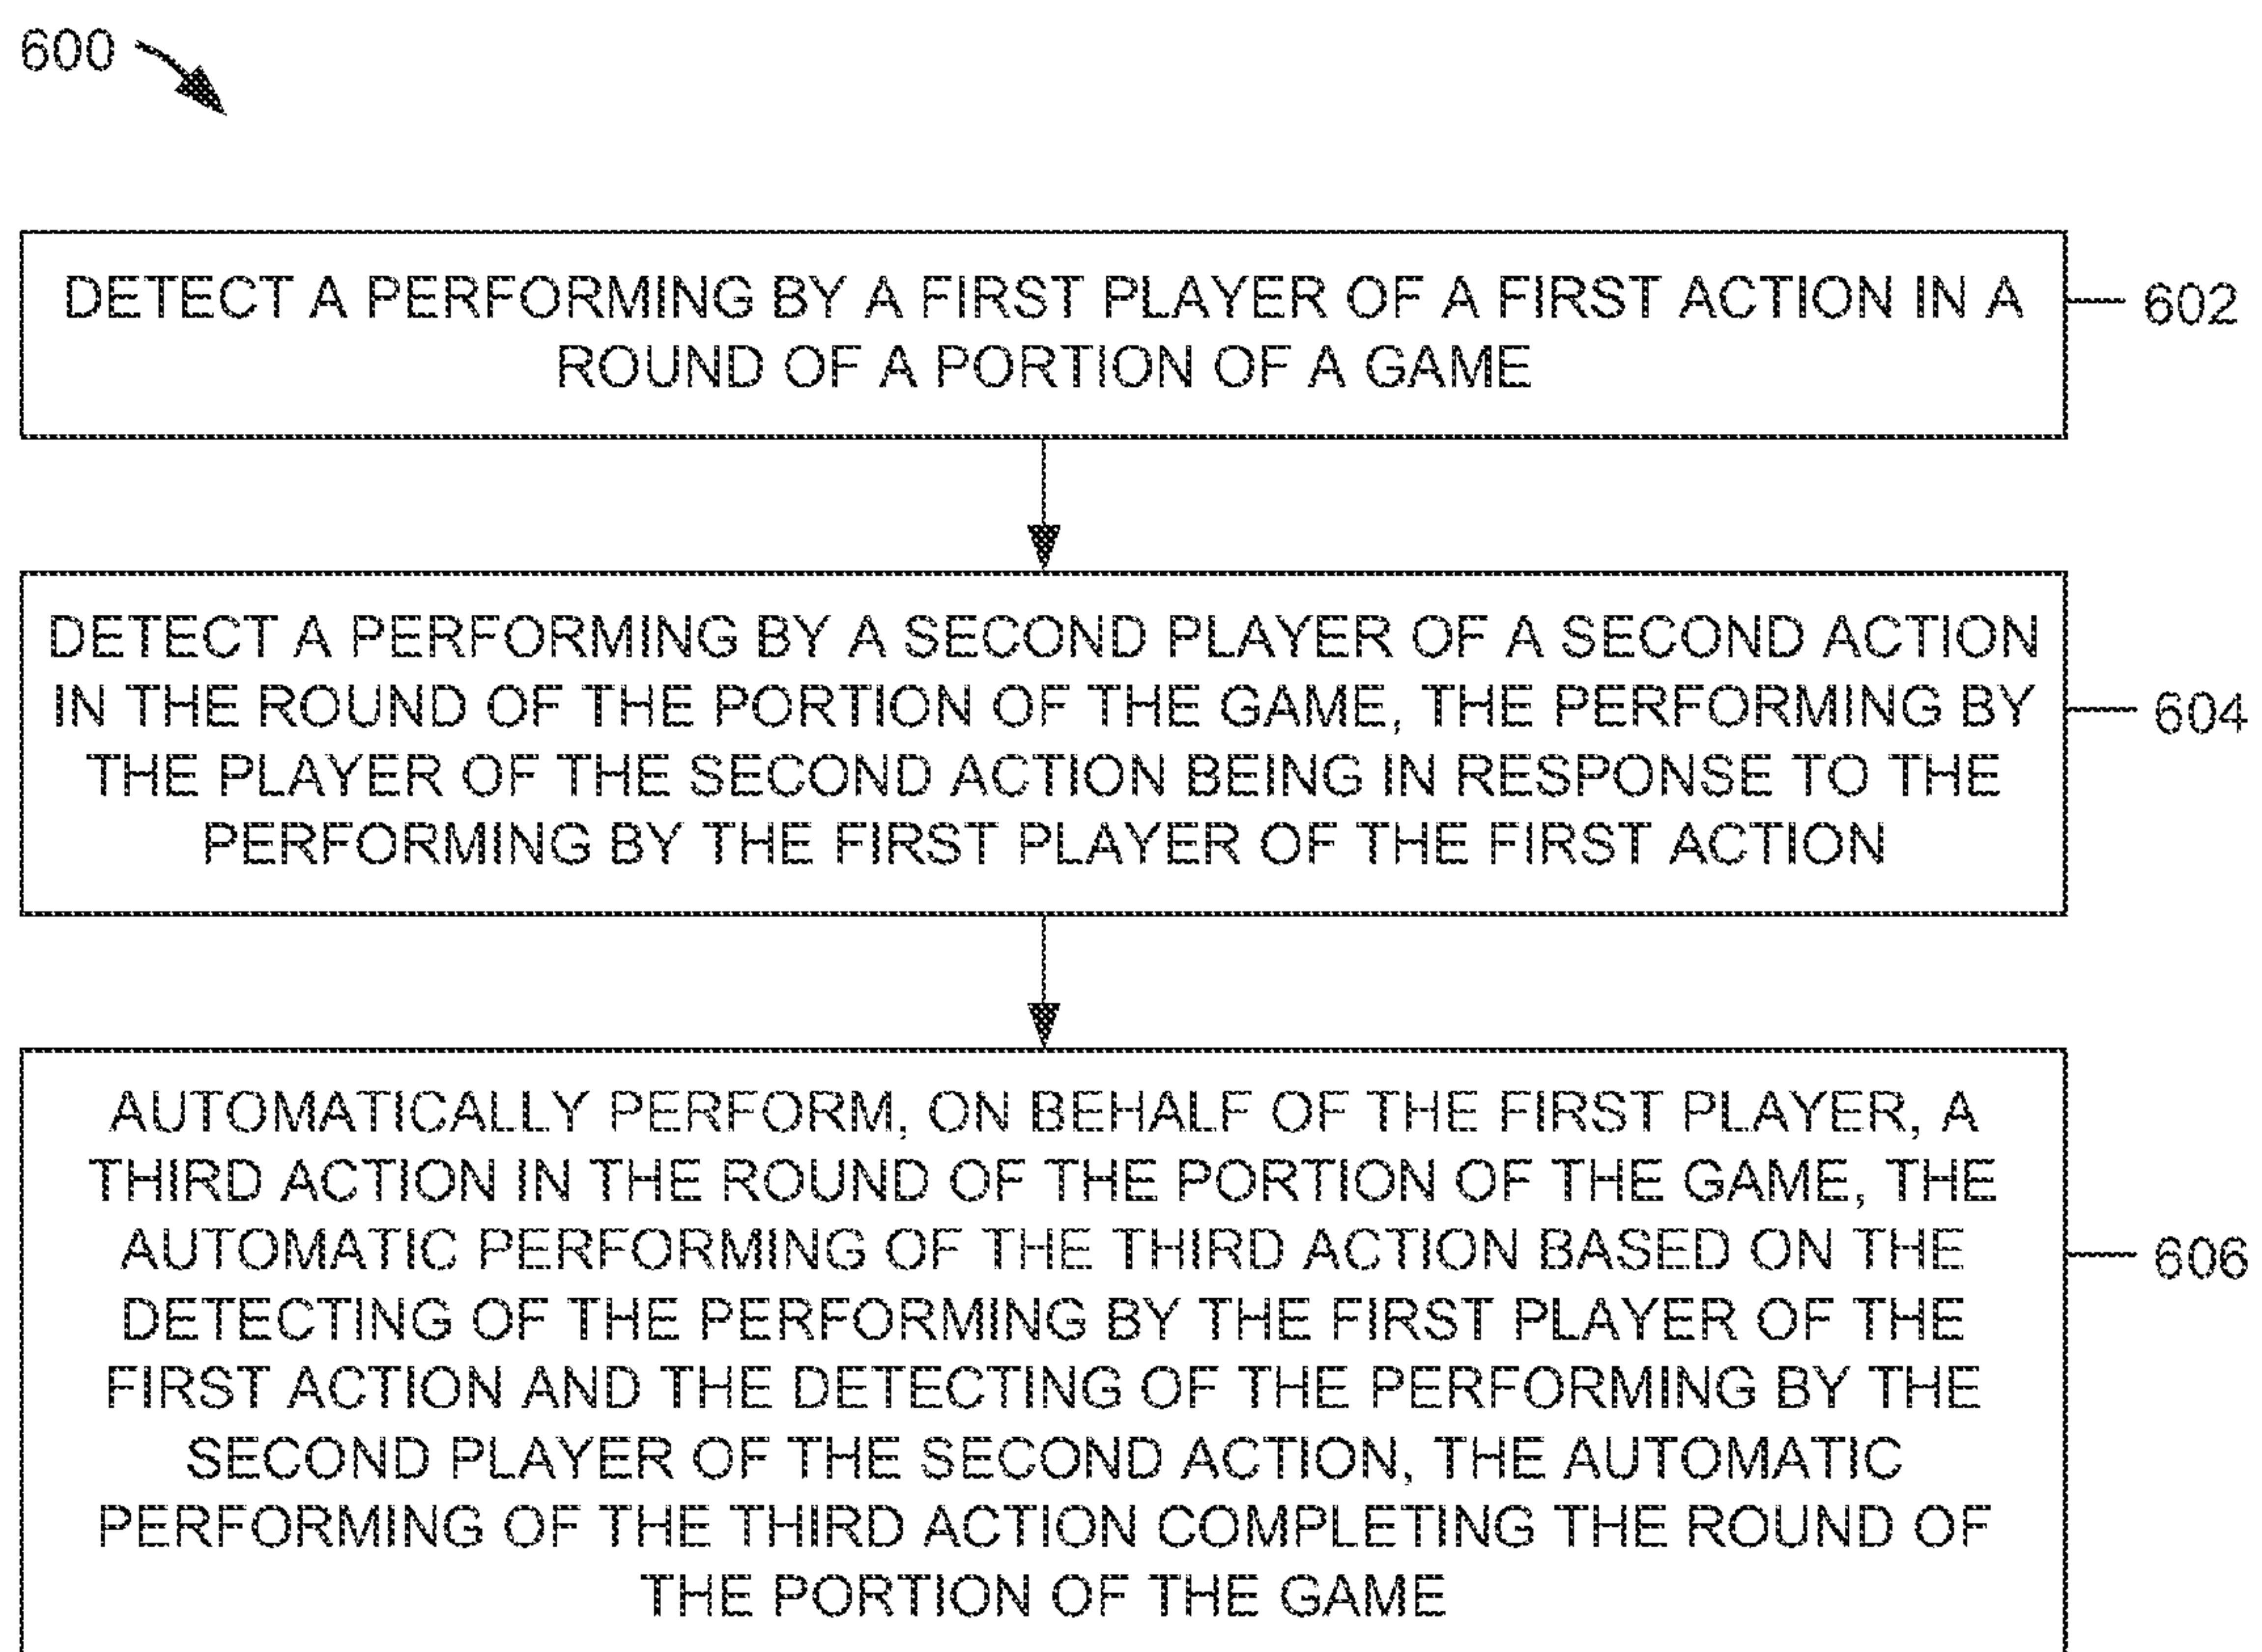 600
DETECT A PERFORMING BY A FIRST PLAYER OF A FIRST ACTION IN A
ROUND OF A PORTION OF A GAME
602
DETECT A PERFORMING BY A SECOND PLAYER OF A SECOND ACTION
IN THE ROUND OF THE PORTION OF THE GAME, THE PERFORMING BY
THE PLAYER OF THE SECOND ACTION BEING IN RESPONSE TO THE
PERFORMING BY THE FIRST PLAYER OF THE FIRST ACTION
604
AUTOMATICALLY PERFORM, ON BEHALF OF THE FIRST PLAYER, A
THIRD ACTION IN THE ROUND OF THE PORTION OF THE GAME, THE
AUTOMATIC PERFORMING OF THE THIRD ACTION BASED ON THE
DETECTING OF THE PERFORMING BY THE FIRST PLAYER OF THE
FIRST ACTION AND THE DETECTING OF THE PERFORMING BY THE
SECOND PLAYER OF THE SECOND ACTION, THE AUTOMATIC
PERFORMING OF THE THIRD ACTION COMPLETING THE ROUND OF
THE PORTION OF THE GAME
606